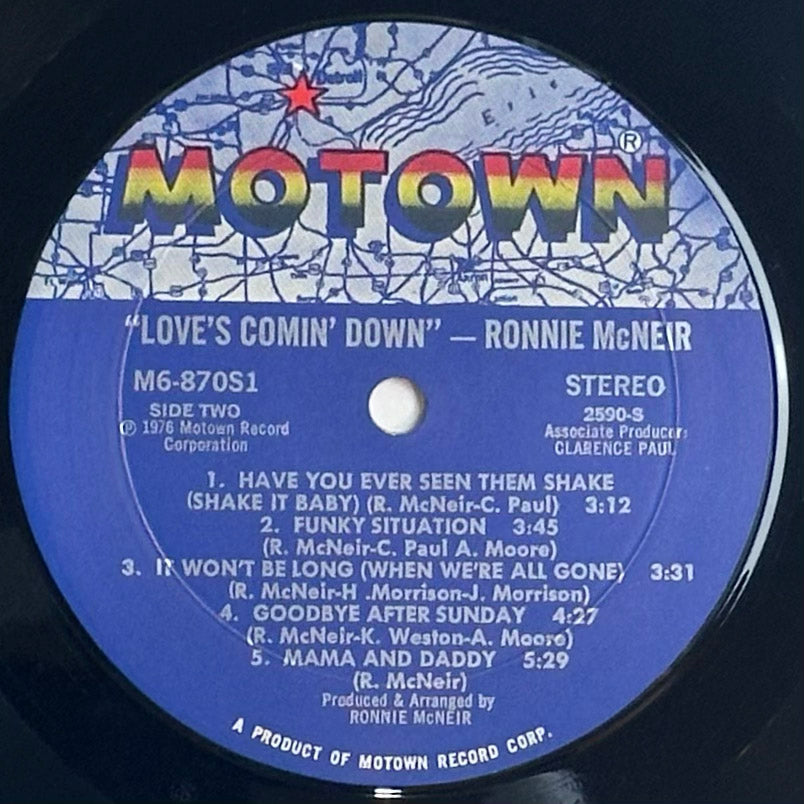 Detroit
Erie
MOTOWN®
"LOVE'S COMIN' DOWN" — RONNIE McNEIR
M6-870S1 STEREO
SIDE TWO 2590-S
℗ 1976 Motown Record Associate Producer:
Corporation CLARENCE PAUL
1. HAVE YOU EVER SEEN THEM SHAKE
(SHAKE IT BABY) (R. McNeir-C. Paul) 3:12
2. FUNKY SITUATION 3:45
(R. McNeir-C. Paul A. Moore)
3. IT WON'T BE LONG (WHEN WE'RE ALL GONE) 3:31
(R. McNeir-H .Morrison-J. Morrison)
4. GOODBYE AFTER SUNDAY 4:27
(R. McNeir-K. Weston-A. Moore)
5. MAMA AND DADDY 5:29
(R. McNeir)
Produced & Arranged by
RONNIE McNEIR
A PRODUCT OF MOTOWN RECORD CORP.